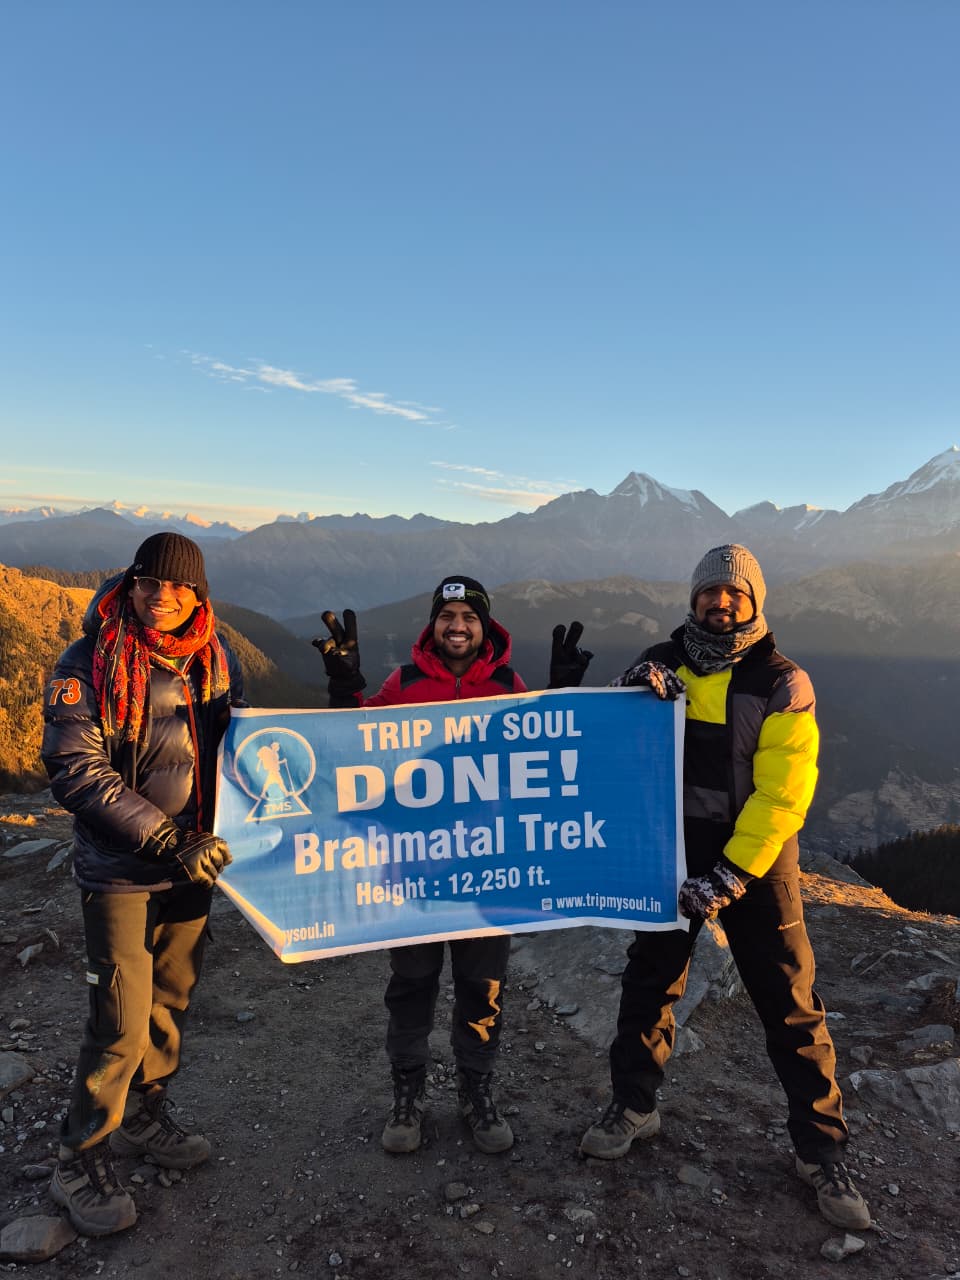 TRIP MY SOUL
DONE!
Brahmatal Trek
Height : 12,250 ft.
www.tripmysoul.in
mysoul.in
TMS
73